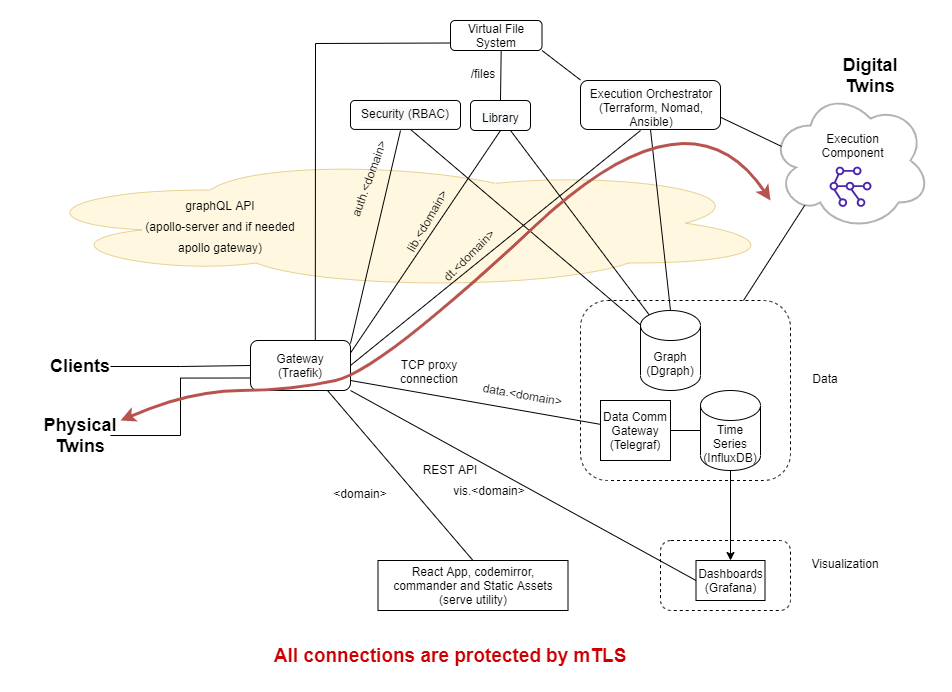 Virtual File
System
/files
Digital
Twins
Execution Orchestrator
(Terraform, Nomad,
Ansible)
Security (RBAC)
Library
Execution
Component
auth.<domain>
lib.<domain>
dt.<domain>
graphQL API
(apollo-server and if needed
apollo gateway)
Clients
Gateway
(Traefik)
TCP proxy
connection
Graph
(Dgraph)
Data
data.<domain>
Physical
Twins
Data Comm
Gateway
(Telegraf)
Time
Series
(InfluxDB)
REST API
<domain>
vis.<domain>
React App, codemirror,
commander and Static Assets
(serve utility)
Dashboards
(Grafana)
Visualization
All connections are protected by mTLS